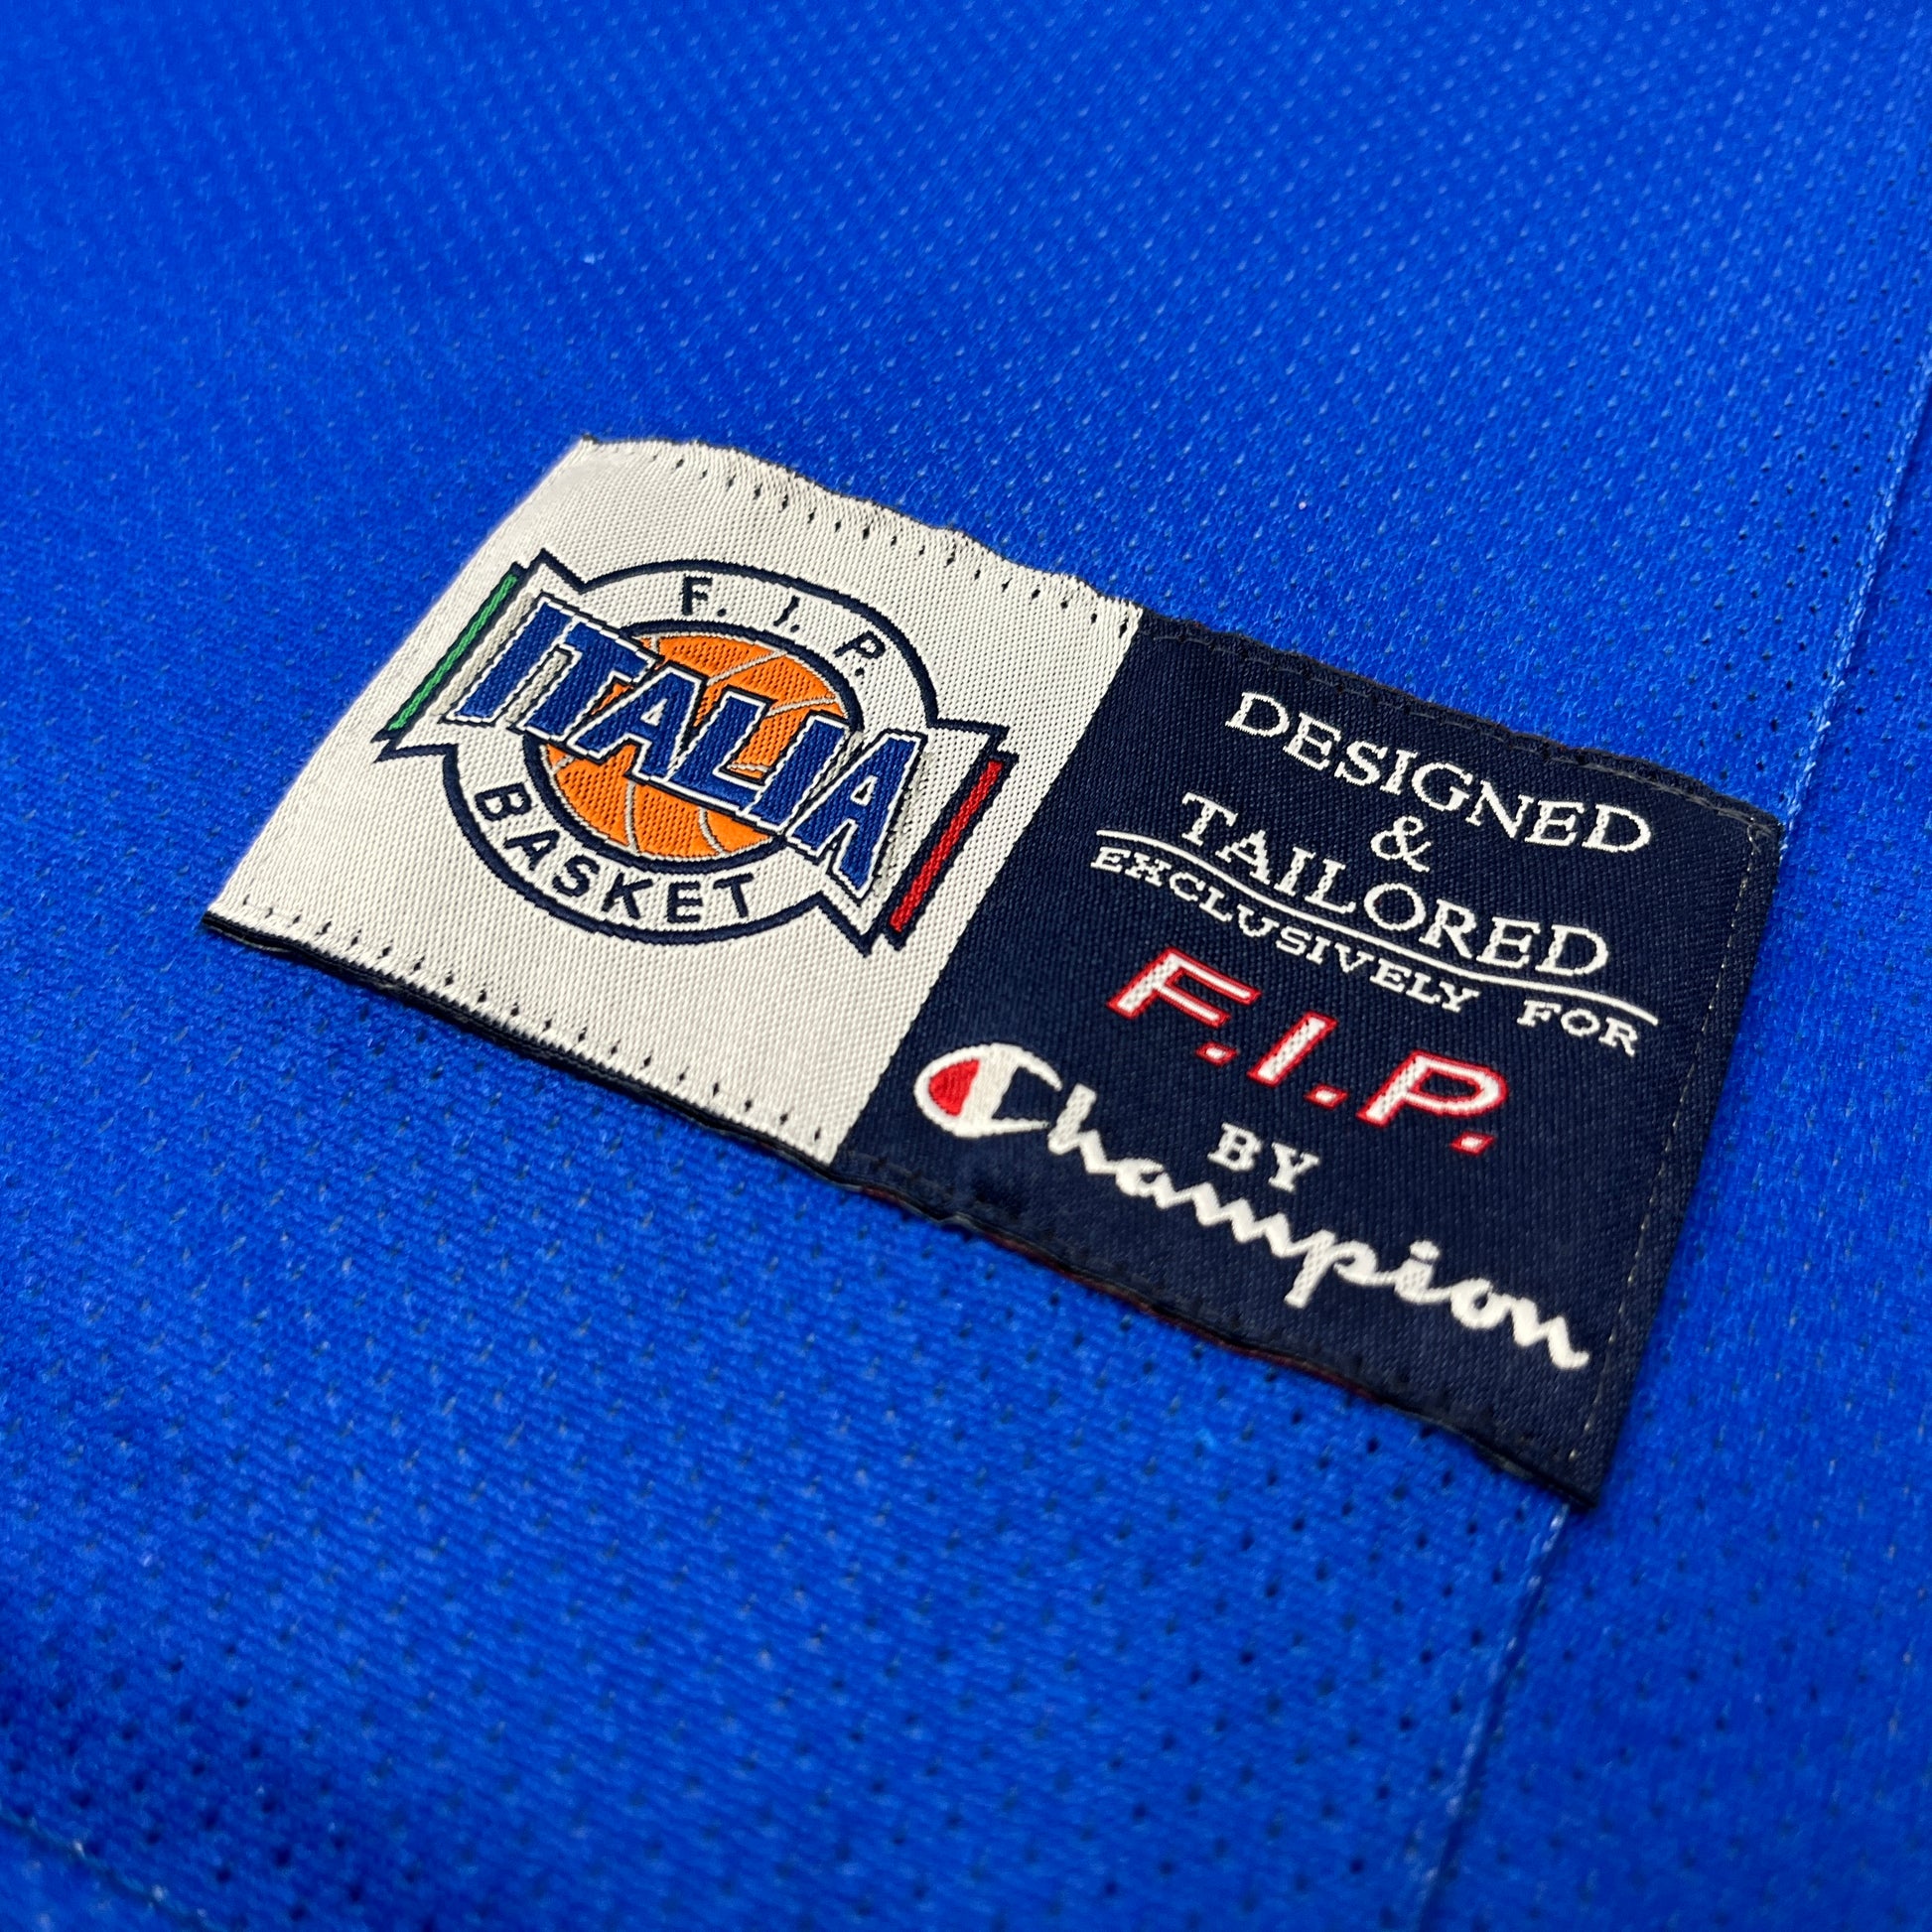 F. I. P.
ITALIA
BASKET
DESIGNED
&
TAILORED
EXCLUSIVELY FOR
F.I.P.
BY
Champion